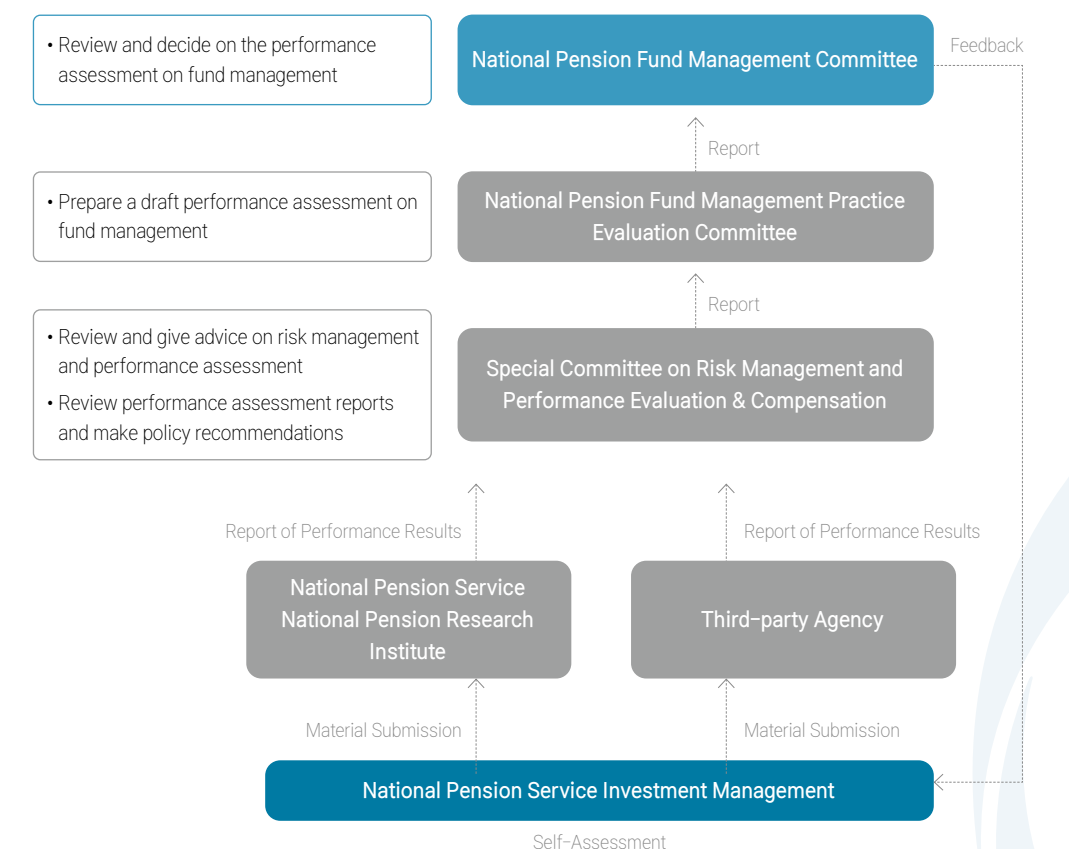 • Review and decide on the performance
assessment on fund management
National Pension Fund Management Committee
Feedback
Report
• Prepare a draft performance assessment on
fund management
National Pension Fund Management Practice
Evaluation Committee
Report
• Review and give advice on risk management
and performance assessment
• Review performance assessment reports
and make policy recommendations
Special Committee on Risk Management and
Performance Evaluation & Compensation
Report of Performance Results
Report of Performance Results
National Pension Service
National Pension Research
Institute
Third-party Agency
Material Submission
Material Submission
National Pension Service Investment Management
Self-Assessment